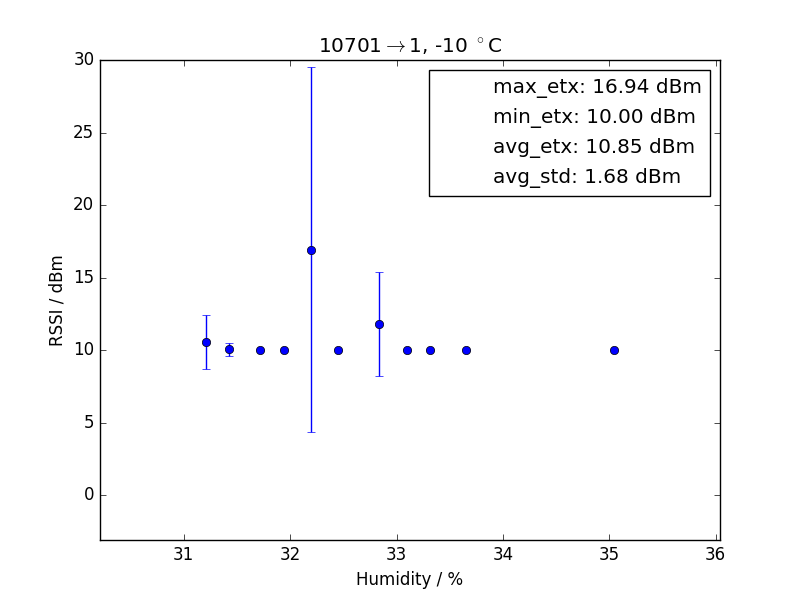 10701→1, -10 °C
max_etx: 16.94 dBm
min_etx: 10.00 dBm
avg_etx: 10.85 dBm
avg_std: 1.68 dBm
RSSI / dBm
30
25
20
15
10
5
0
31 32 33 34 35 36
Humidity / %